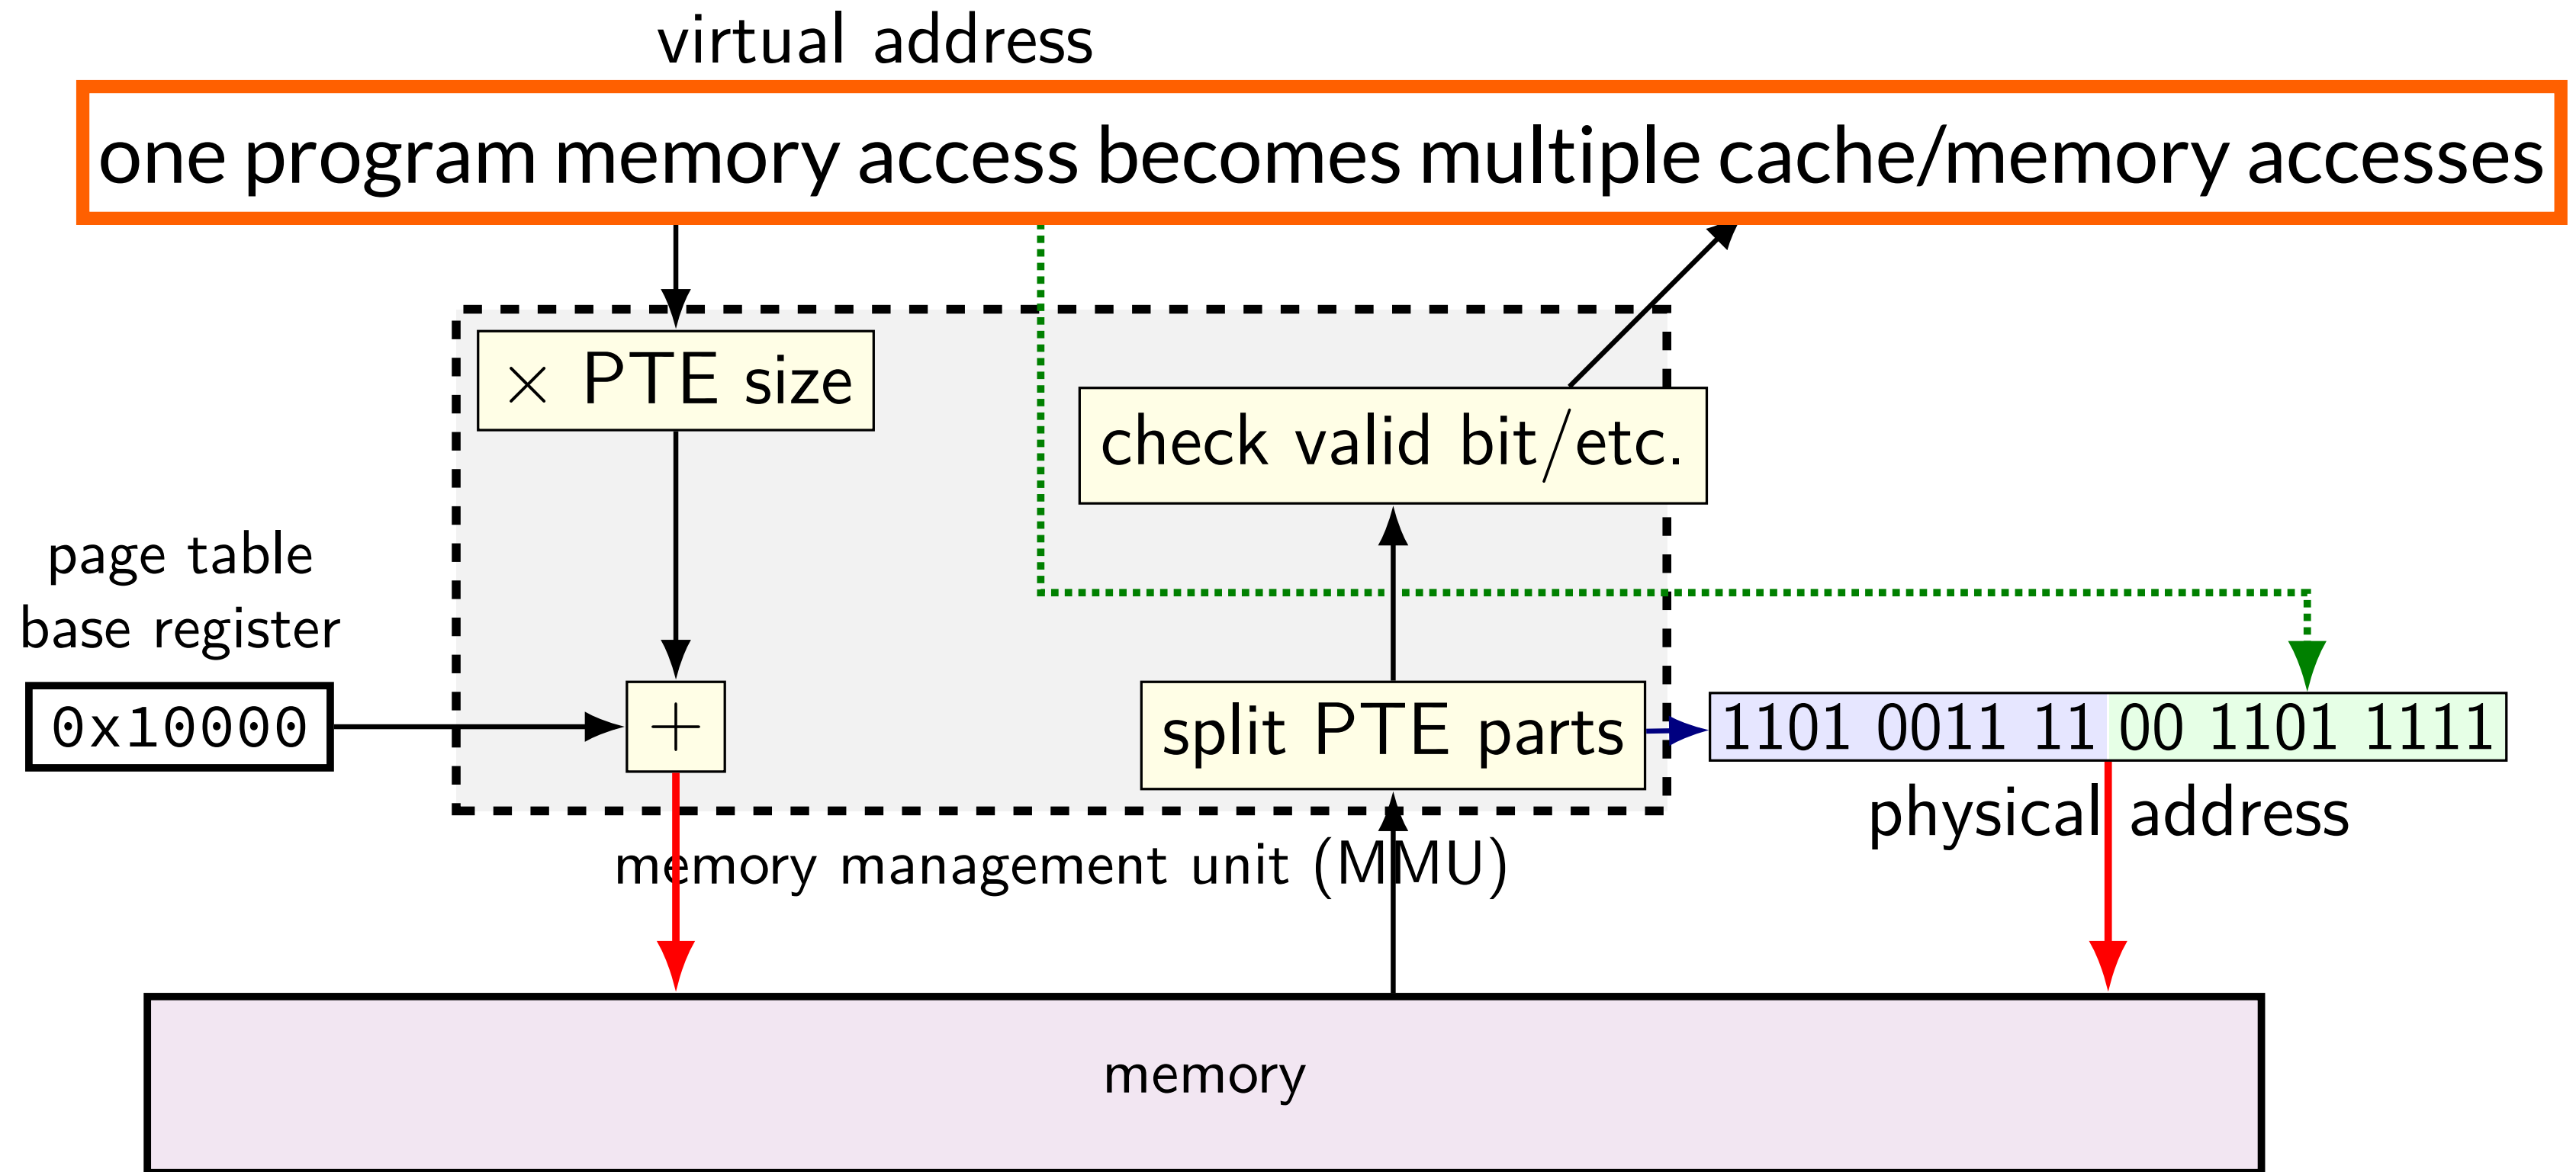 virtual address
one program memory access becomes multiple cache/memory accesses
× PTE size
check valid bit/etc.
page table
base register
0x10000
+
split PTE parts
1101 0011 11 00 1101 1111
physical address
memory management unit (MMU)
memory